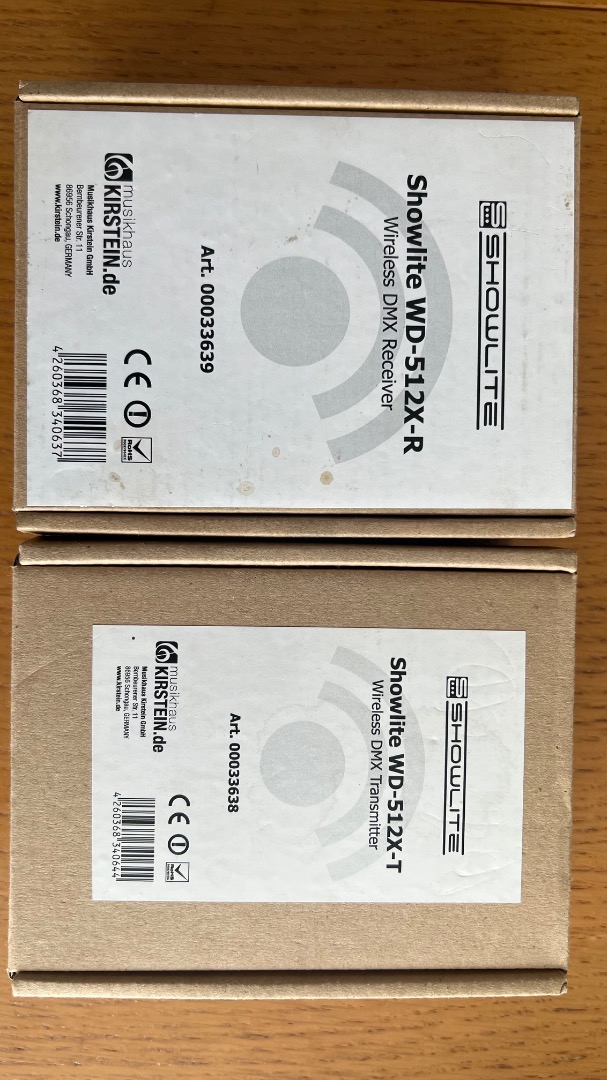 SHOWLITE
Showlite WD-512X-R
Wireless DMX Receiver
Art. 00033639
musikhaus
KIRSTEIN.de
Musikhaus Kirstein GmbH
Bernbeurener Str. 11
86956 Schongau, GERMANY
www.kirstein.de
CE
RoHS
4 260368 340637
SHOWLITE
Showlite WD-512X-T
Wireless DMX Transmitter
Art. 00033638
musikhaus
KIRSTEIN.de
Musikhaus Kirstein GmbH
Bernbeurener Str. 11
86956 Schongau, GERMANY
www.kirstein.de
CE
RoHS
4 260368 340644